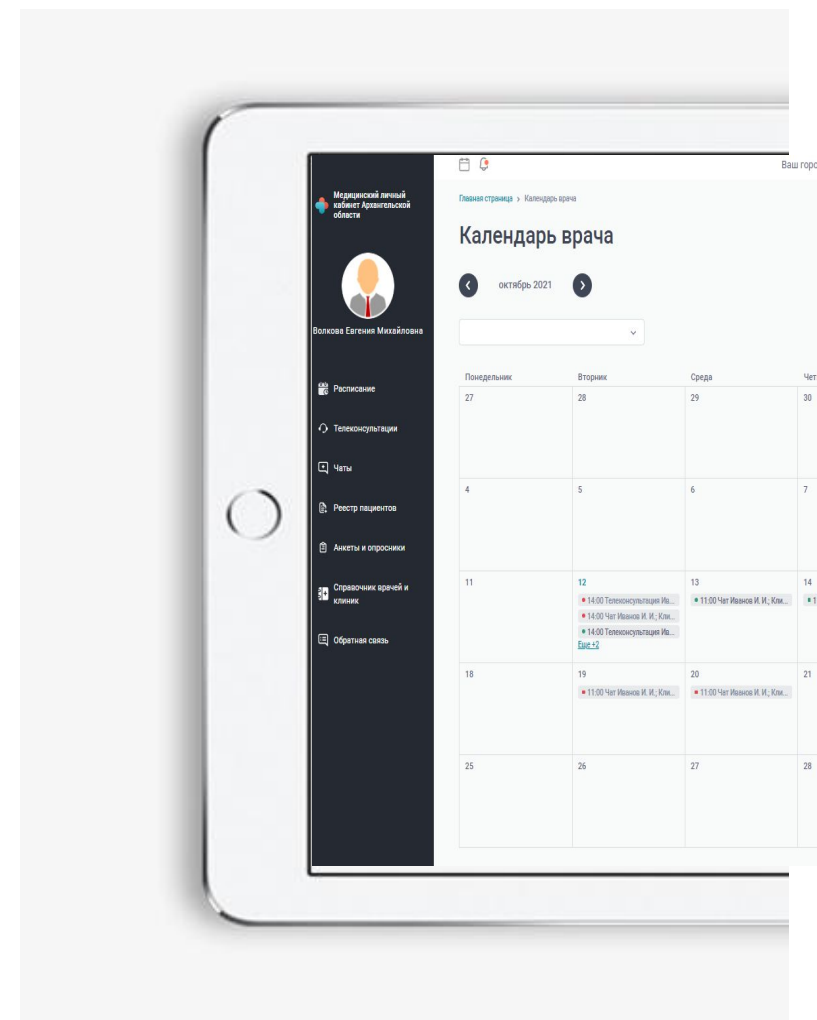 Ваш горо
Медицинский личный
кабинет Архангельской
области
Главная страница > Календарь врача
Календарь врача
октябрь 2021
Волкова Евгения Михайловна
Расписание
Телеконсультации
Чаты
Реестр пациентов
Анкеты и опросники
Справочник врачей и
клиник
Обратная связь
Понедельник Вторник Среда Чет
27 28 29 30
4 5 6 7
11 12 13 14
14:00 Телеконсультация Ив... 11:00 Чат Иванов И. И.; Кли... 1
14:00 Чат Иванов И. И.; Кли...
14:00 Телеконсультация Ив...
Еще +2
18 19 20 21
11:00 Чат Иванов И. И.; Кли... 11:00 Чат Иванов И. И.; Кли...
25 26 27 28